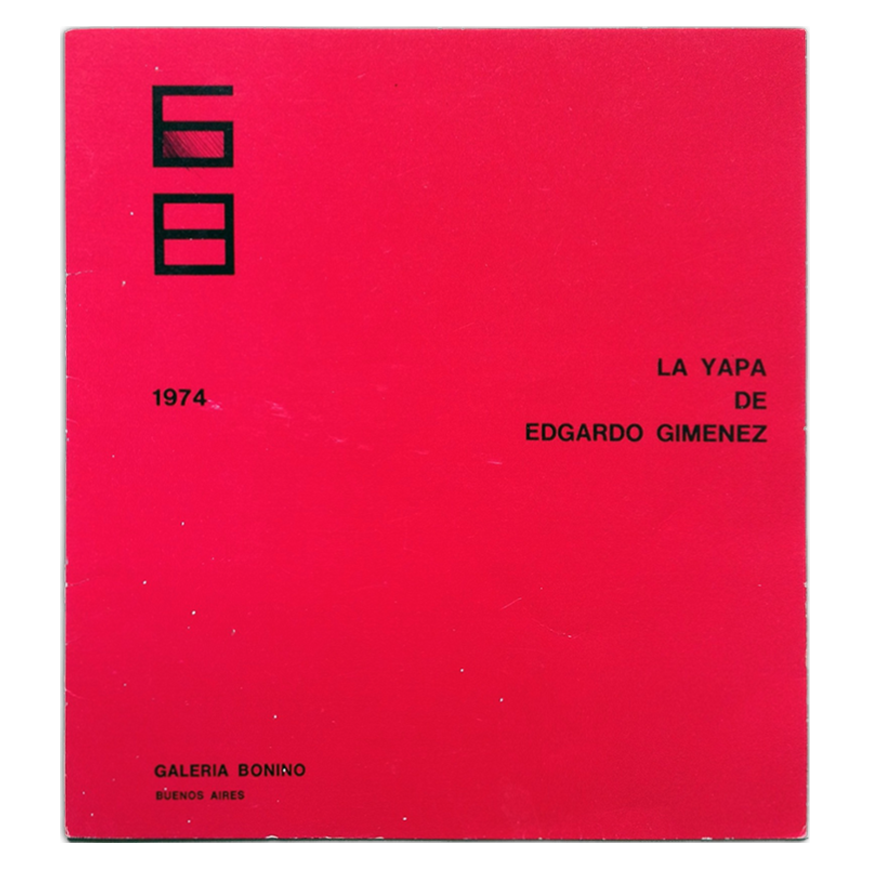 1974
LA YAPA
DE
EDGARDO GIMENEZ
GALERIA BONINO
BUENOS AIRES